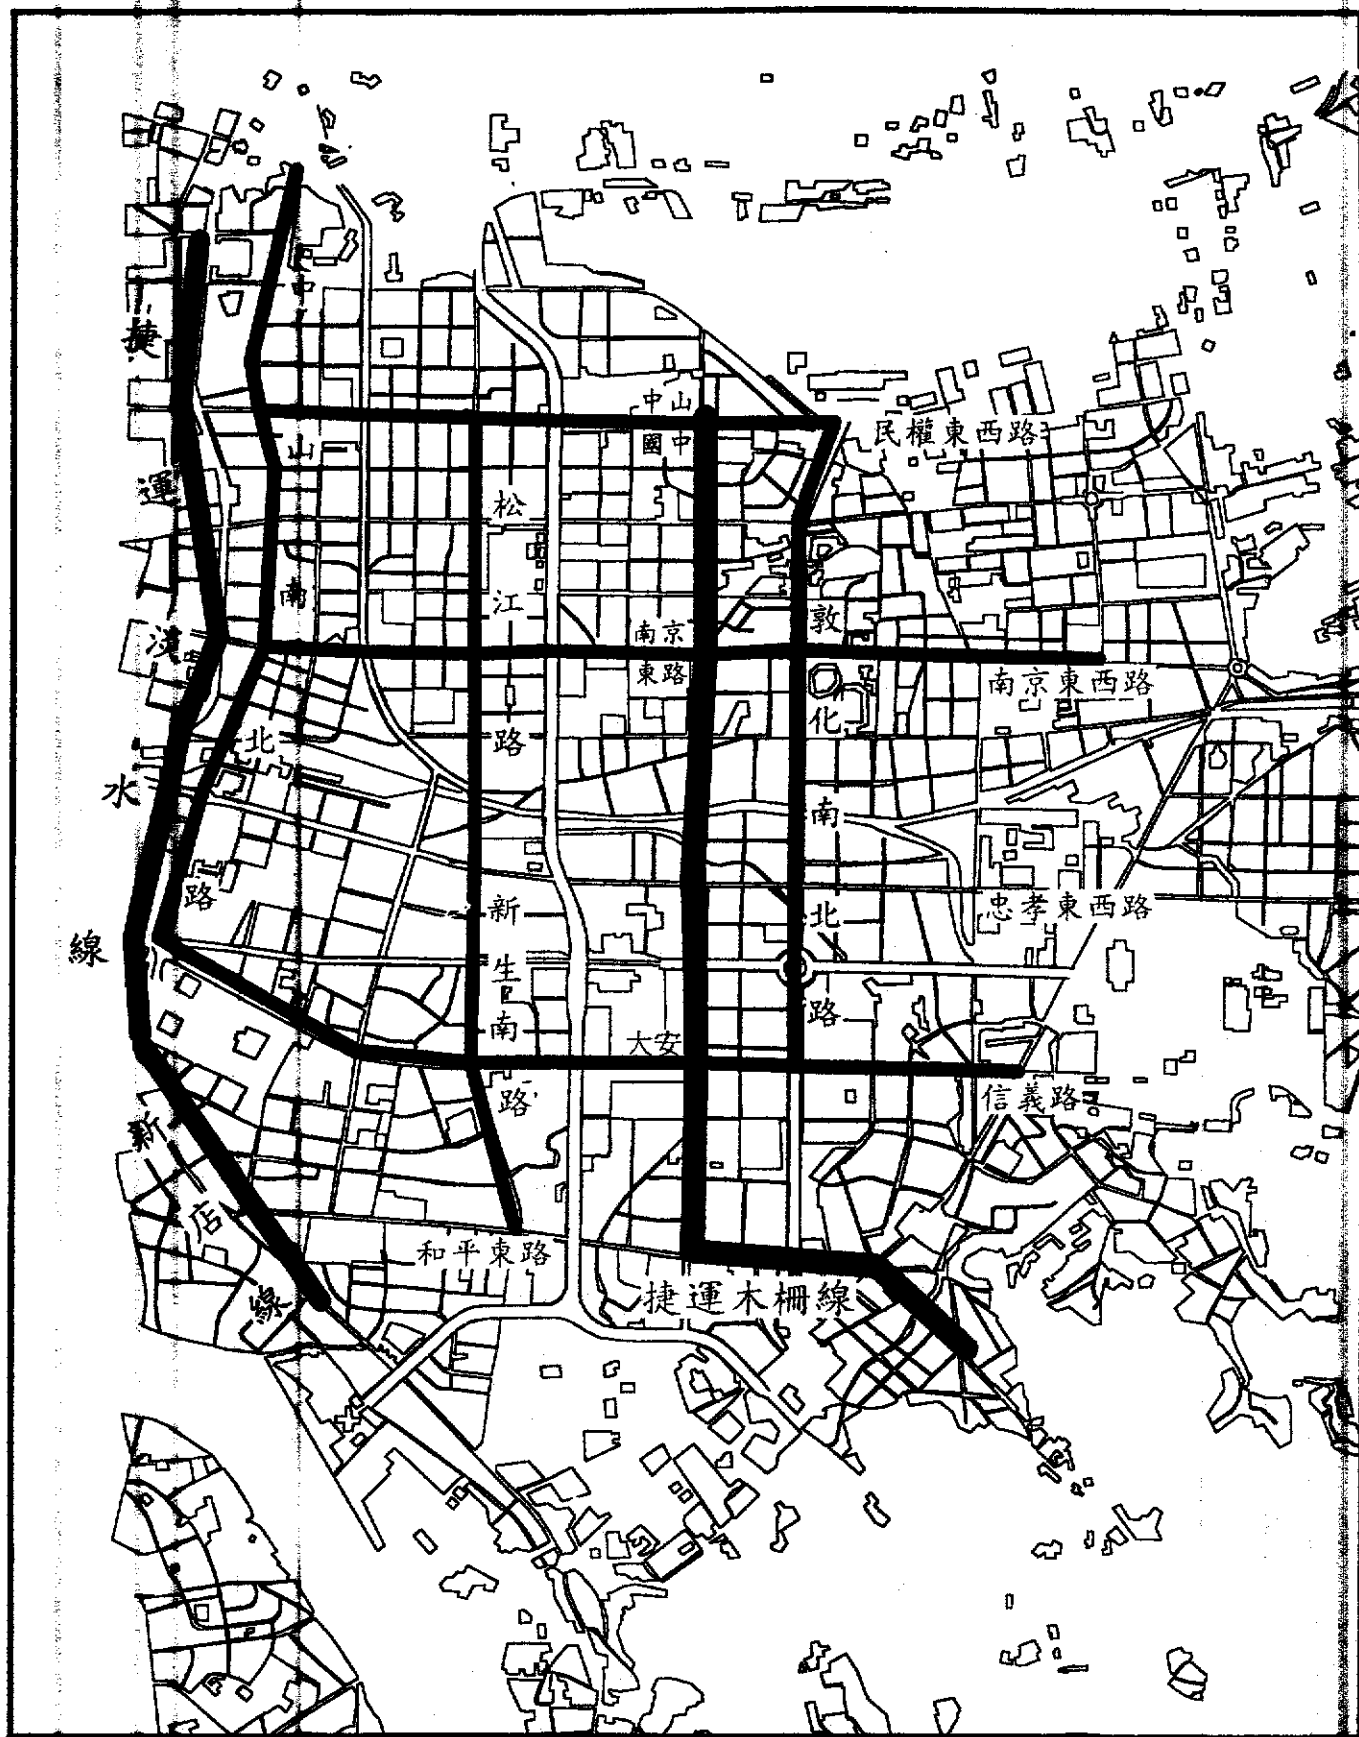 捷運淡水線
中山南北路
中山
國中
民權東西路
松江路
南京
東路
敦化南北路
南京東西路
忠孝東西路
新生南路
大安
信義路
新店線
和平東路
捷運木柵線